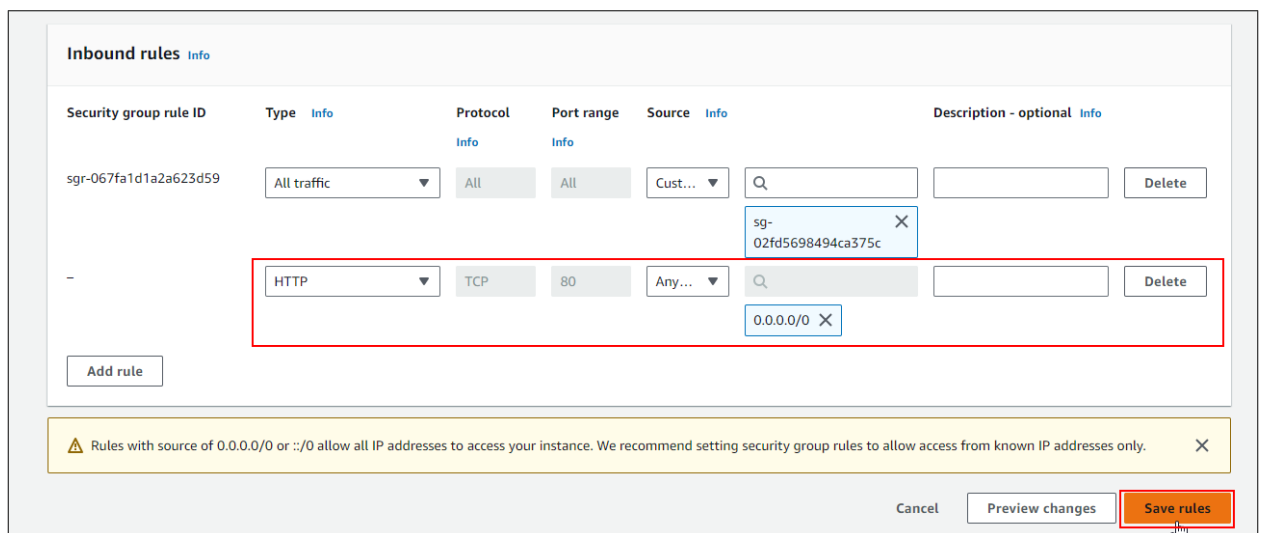 Inbound rules Info
Security group rule ID Type Info Protocol Info Port range Info Source Info Description - optional Info
sgr-067fa1d1a2a623d59 All traffic All All Cust... Delete
sg-
02fd5698494ca375c
– HTTP TCP 80 Any... Delete
0.0.0.0/0
Add rule
Rules with source of 0.0.0.0/0 or ::/0 allow all IP addresses to access your instance. We recommend setting security group rules to allow access from known IP addresses only.
Cancel Preview changes Save rules